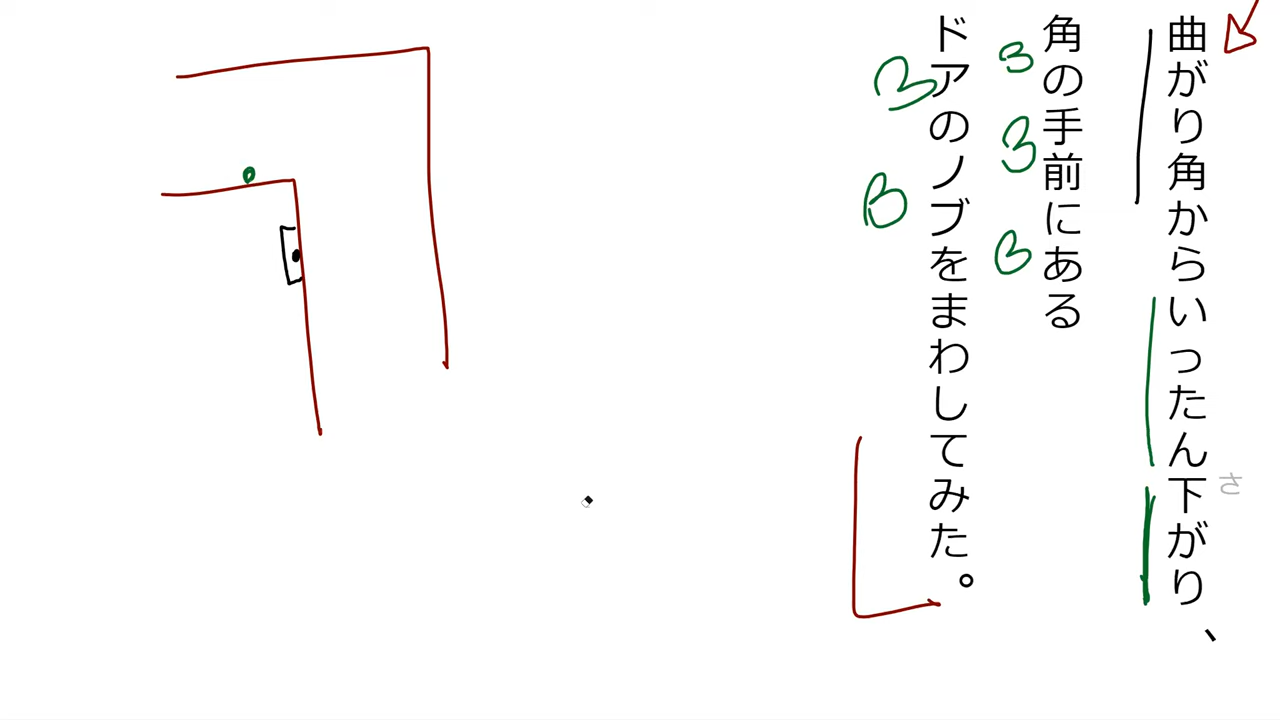 曲がり角からいったん下がり、
さ
角の手前にある
ドアのノブをまわしてみた。